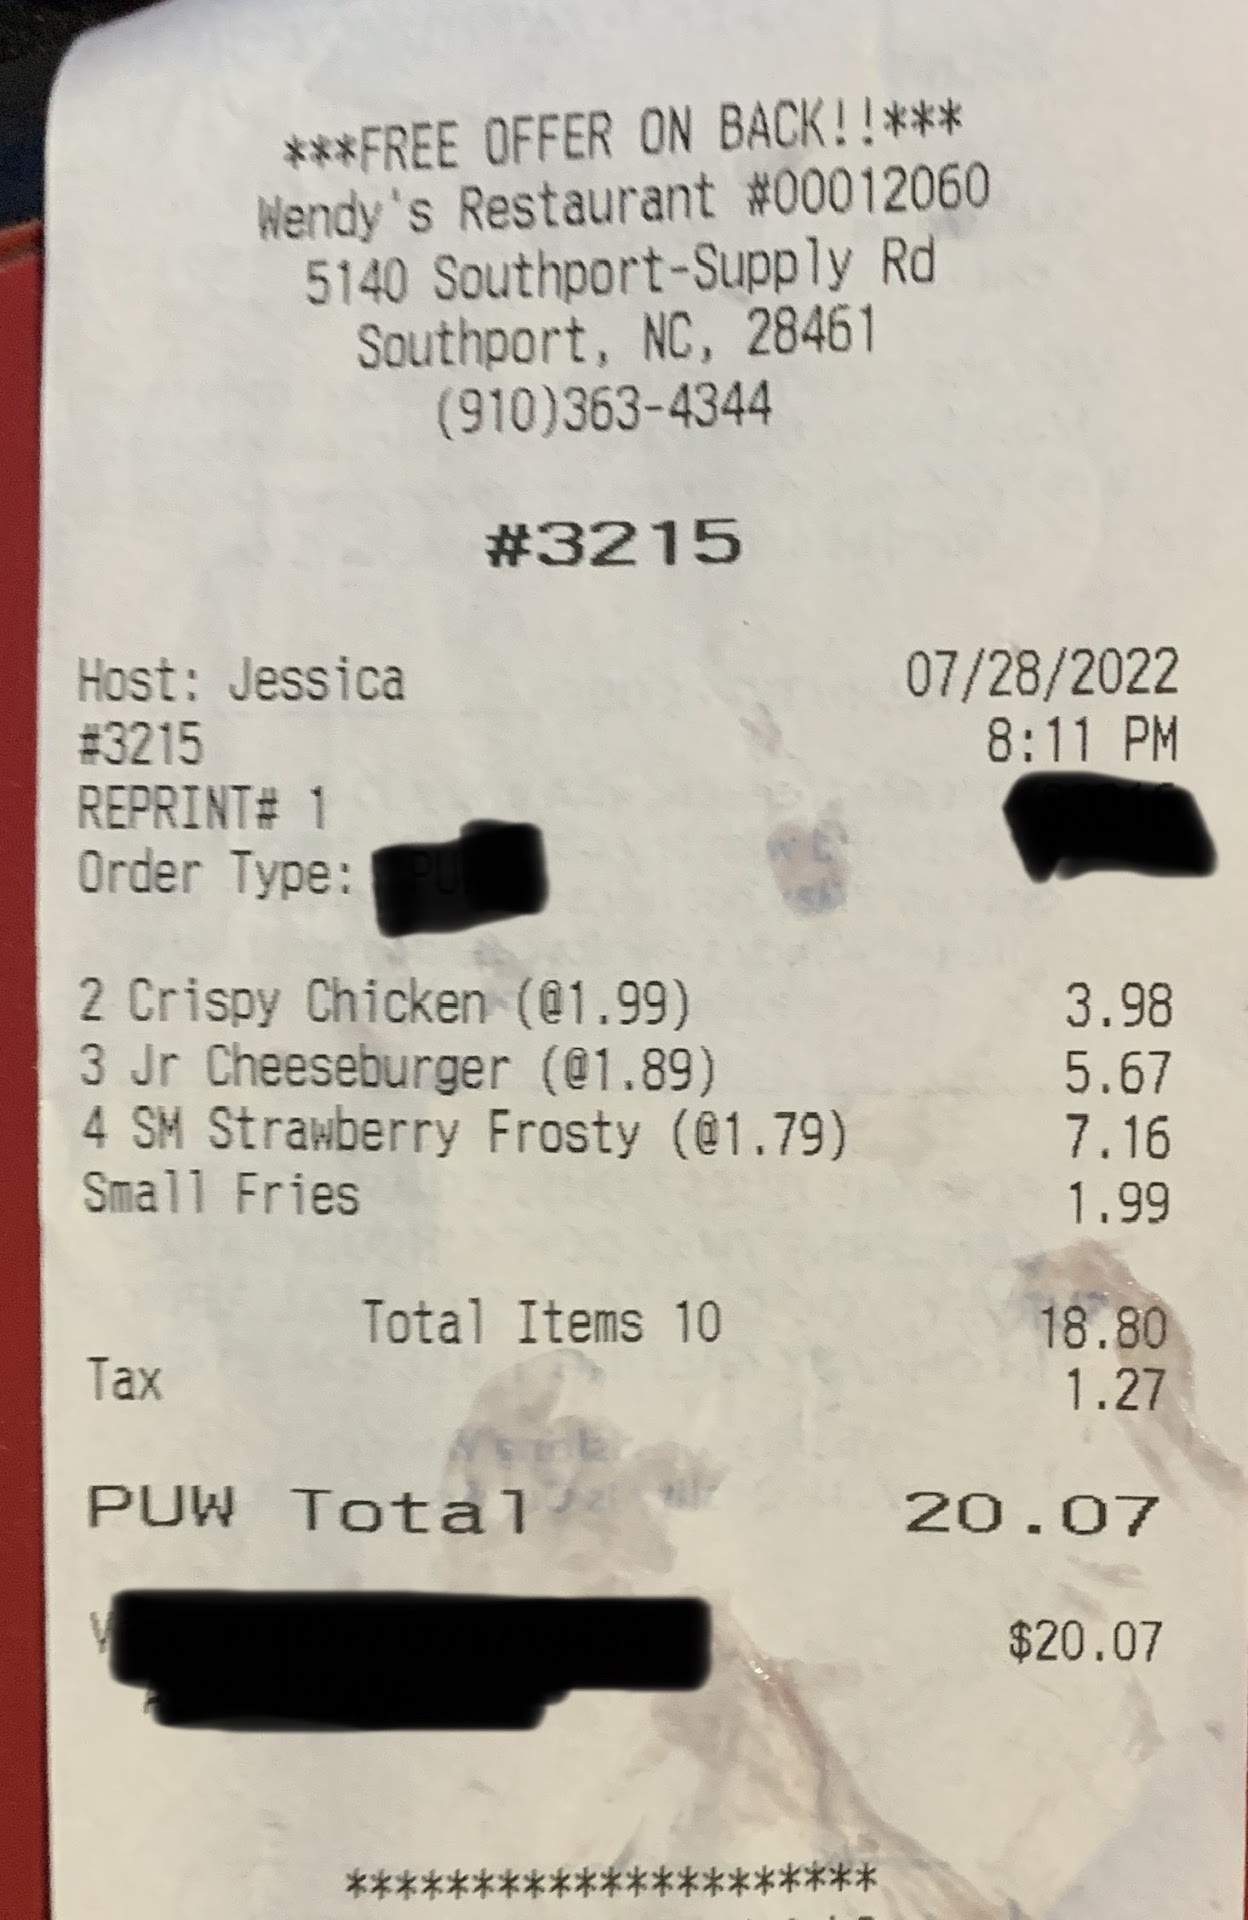 ***FREE OFFER ON BACK!!***
Wendy's Restaurant #00012060
5140 Southport-Supply Rd
Southport, NC, 28461
(910)363-4344
#3215
Host: Jessica 07/28/2022
#3215 8:11 PM
REPRINT# 1
Order Type:
2 Crispy Chicken (@1.99) 3.98
3 Jr Cheeseburger (@1.89) 5.67
4 SM Strawberry Frosty (@1.79) 7.16
Small Fries 1.99
Total Items 10 18.80
Tax 1.27
PUW Total 20.07
$20.07
*********************